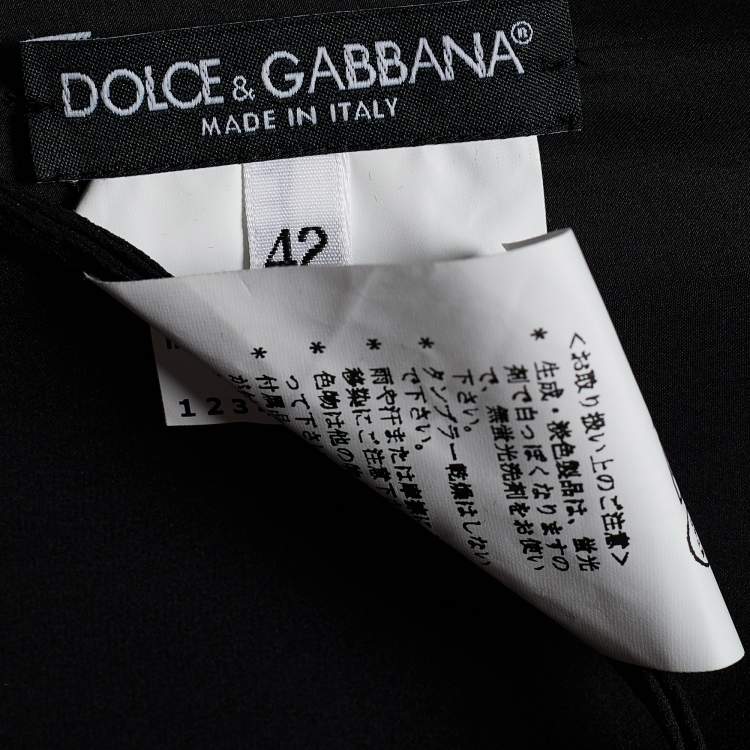 DOLCE & GABBANA®
MADE IN ITALY
42
1 2 3
<お取り扱い上のご注意>
* 生成・淡色製品は、蛍光
剤で白っぽくなりますの
で、無蛍光洗剤をお使い
下さい。
* タンブラー乾燥はしない
で下さい。
* 雨や汗または摩擦に
移染にご注意下
* 色物は他の
って下さ
* 付属